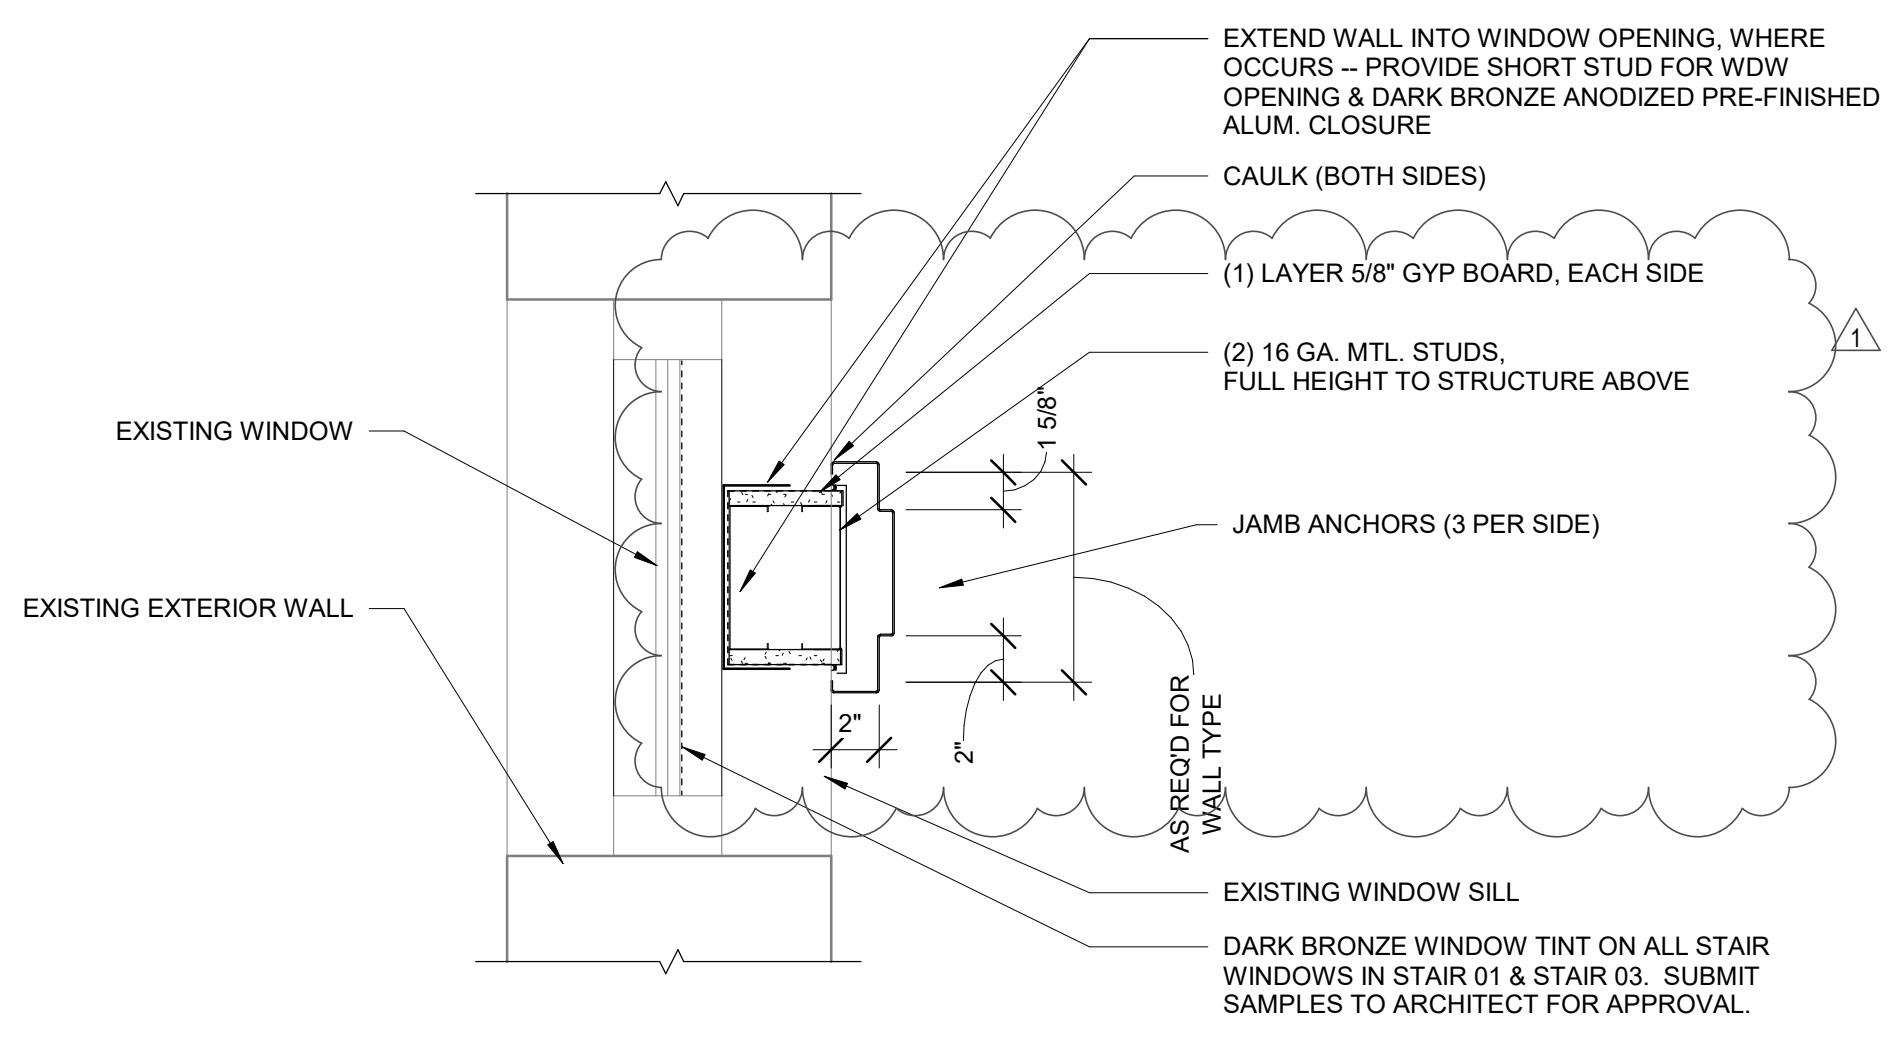 EXTEND WALL INTO WINDOW OPENING, WHERE
OCCURS -- PROVIDE SHORT STUD FOR WDW
OPENING & DARK BRONZE ANODIZED PRE-FINISHED
ALUM. CLOSURE
CAULK (BOTH SIDES)
(1) LAYER 5/8" GYP BOARD, EACH SIDE
1
(2) 16 GA. MTL. STUDS,
FULL HEIGHT TO STRUCTURE ABOVE
1 5/8"
EXISTING WINDOW
JAMB ANCHORS (3 PER SIDE)
EXISTING EXTERIOR WALL
2"
2"
AS REQ'D FOR
WALL TYPE
EXISTING WINDOW SILL
DARK BRONZE WINDOW TINT ON ALL STAIR
WINDOWS IN STAIR 01 & STAIR 03.  SUBMIT
SAMPLES TO ARCHITECT FOR APPROVAL.